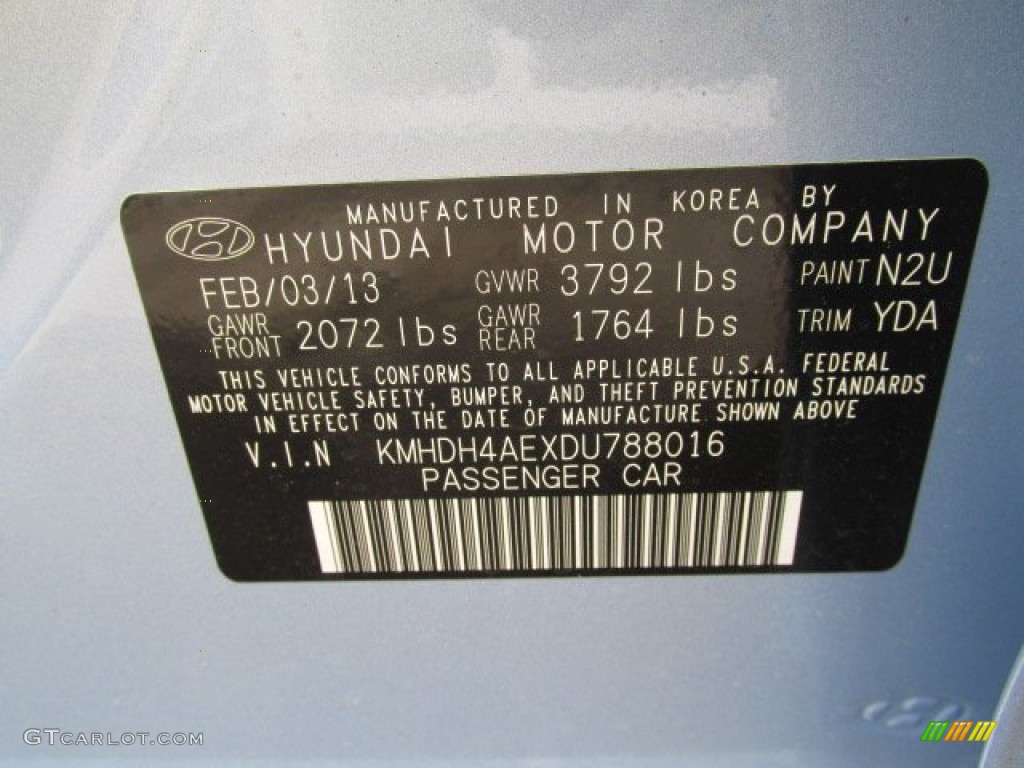 MANUFACTURED IN KOREA BY
HYUNDAI MOTOR COMPANY
FEB/03/13 GVWR 3792 lbs PAINT N2U
GAWR FRONT 2072 lbs GAWR REAR 1764 lbs TRIM YDA
THIS VEHICLE CONFORMS TO ALL APPLICABLE U.S.A. FEDERAL
MOTOR VEHICLE SAFETY, BUMPER, AND THEFT PREVENTION STANDARDS
IN EFFECT ON THE DATE OF MANUFACTURE SHOWN ABOVE
V.I.N KMHDH4AEXDU788016
PASSENGER CAR
GTCARLOT.COM